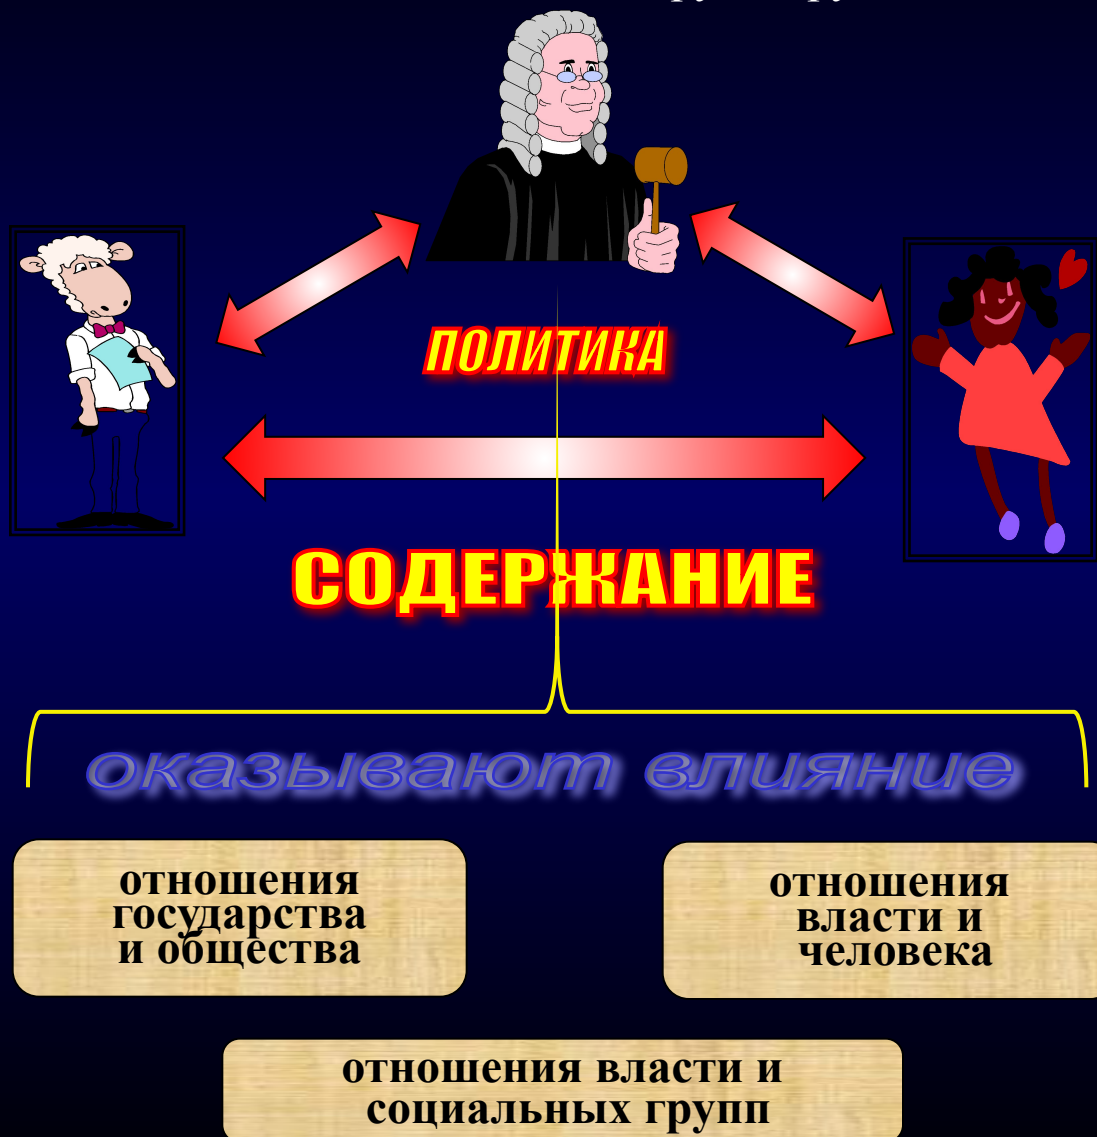 ПОЛИТИКА
СОДЕРЖАНИЕ
оказывают влияние
отношения
государства
и общества
отношения
власти и
человека
отношения власти и
социальных групп